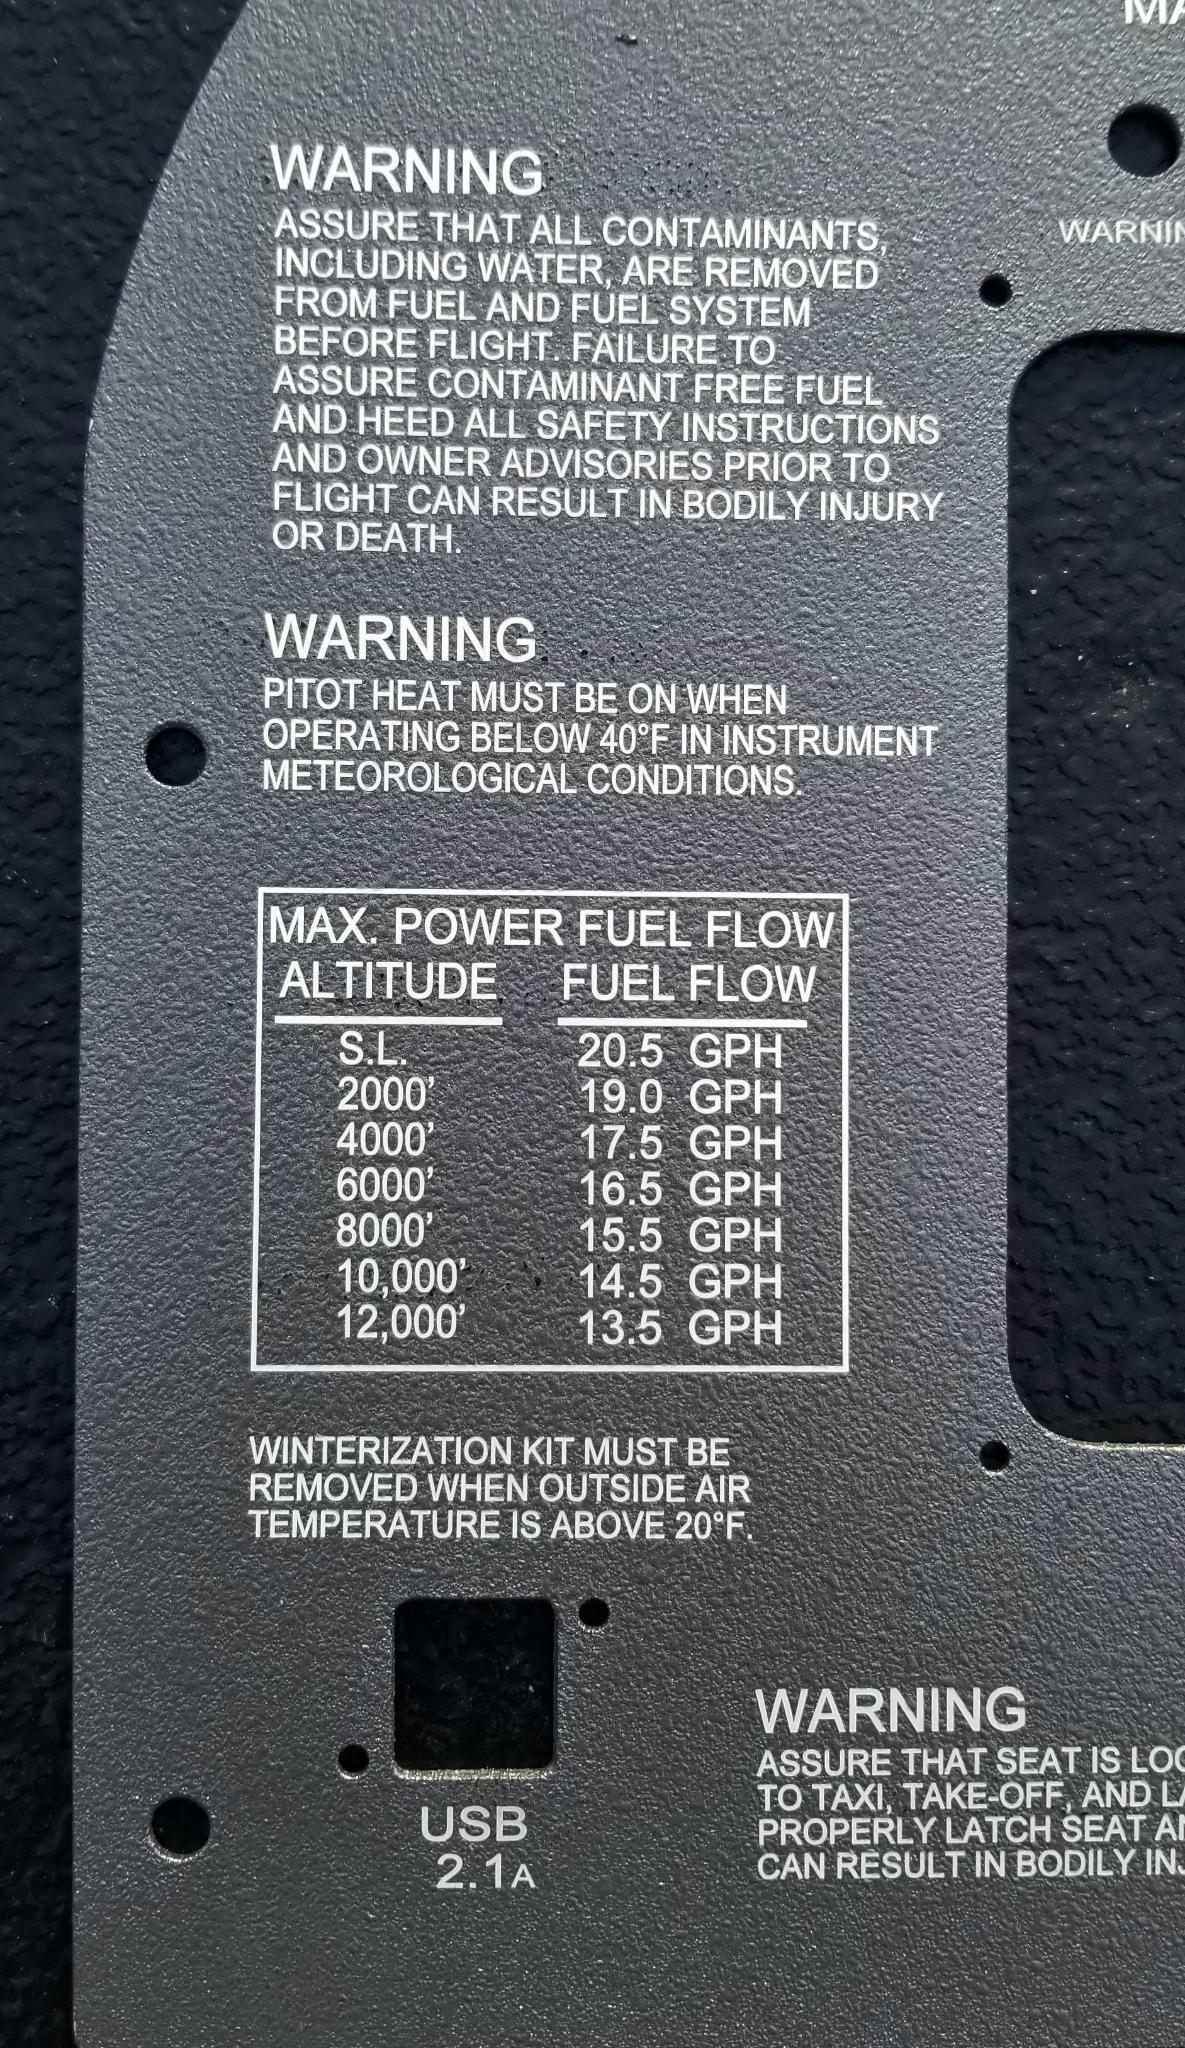 WARNING
ASSURE THAT ALL CONTAMINANTS,
INCLUDING WATER, ARE REMOVED
FROM FUEL AND FUEL SYSTEM
BEFORE FLIGHT. FAILURE TO
ASSURE CONTAMINANT FREE FUEL
AND HEED ALL SAFETY INSTRUCTIONS
AND OWNER ADVISORIES PRIOR TO
FLIGHT CAN RESULT IN BODILY INJURY
OR DEATH.
WARNING
PITOT HEAT MUST BE ON WHEN
OPERATING BELOW 40°F IN INSTRUMENT
METEOROLOGICAL CONDITIONS.
MAX. POWER FUEL FLOW
ALTITUDE FUEL FLOW
S.L. 20.5 GPH
2000' 19.0 GPH
4000' 17.5 GPH
6000' 16.5 GPH
8000' 15.5 GPH
10,000' 14.5 GPH
12,000' 13.5 GPH
WINTERIZATION KIT MUST BE
REMOVED WHEN OUTSIDE AIR
TEMPERATURE IS ABOVE 20°F.
USB
2.1A
WARNING
ASSURE THAT SEAT IS
TO TAXI, TAKE-OFF, AND
PROPERLY LATCH SEAT
CAN RESULT IN BODILY